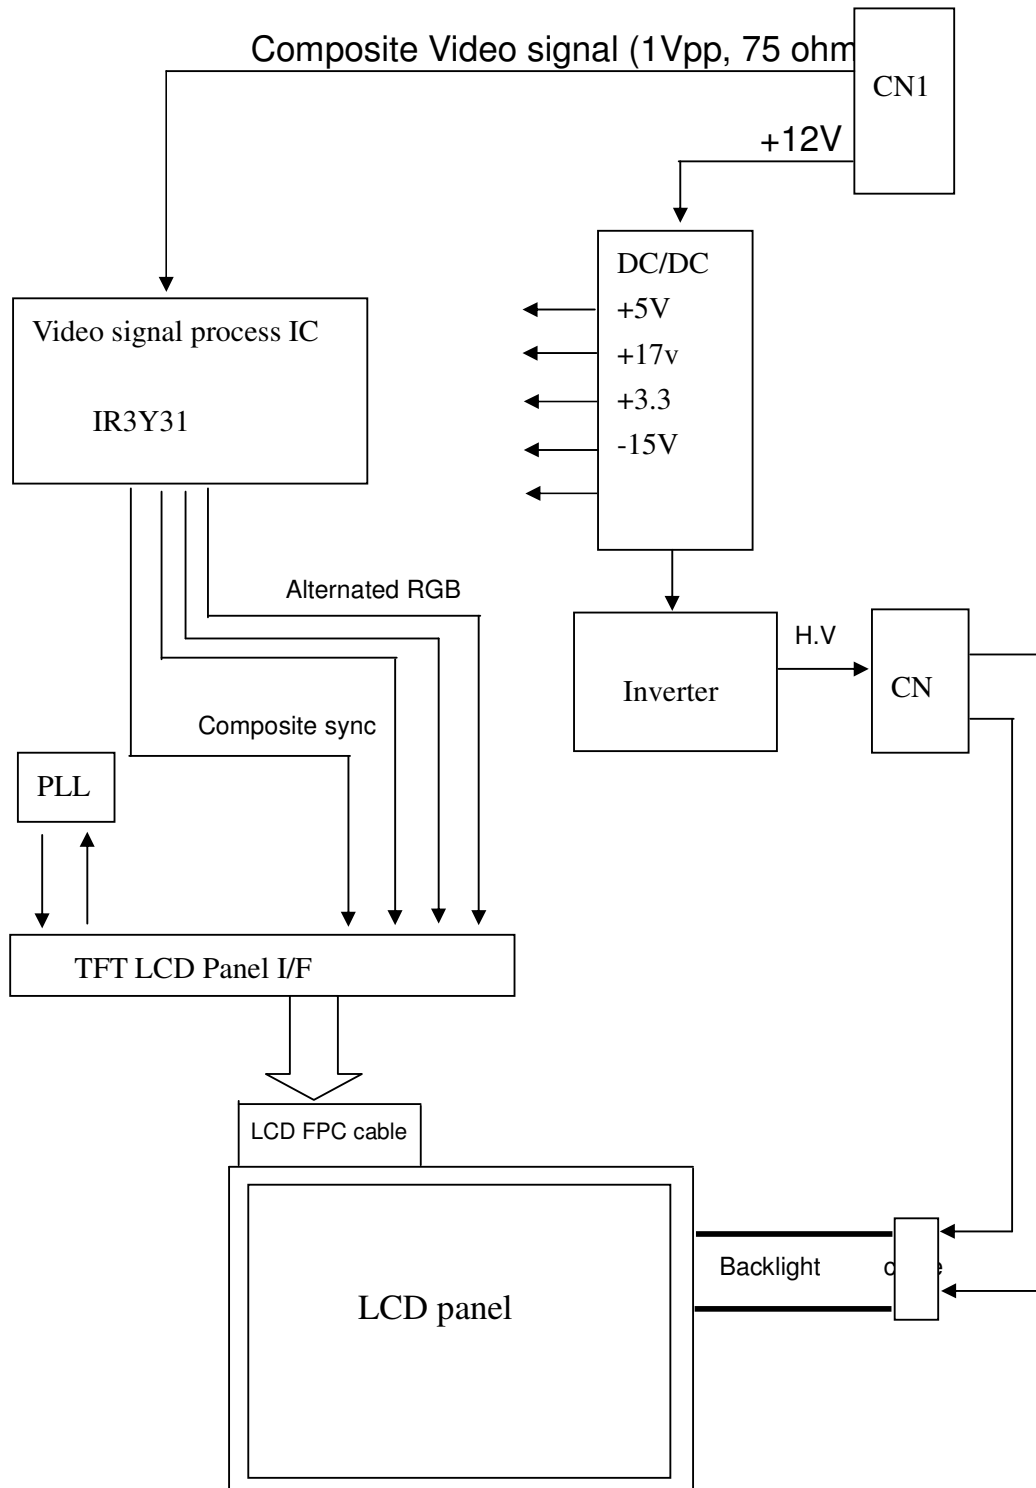 Composite Video signal (1Vpp, 75 ohm
CN1
+12V
DC/DC
+5V
+17v
+3.3
-15V
Video signal process IC
IR3Y31
Alternated RGB
H.V
Inverter
CN
Composite sync
PLL
TFT LCD Panel I/F
LCD FPC cable
Backlight
LCD panel